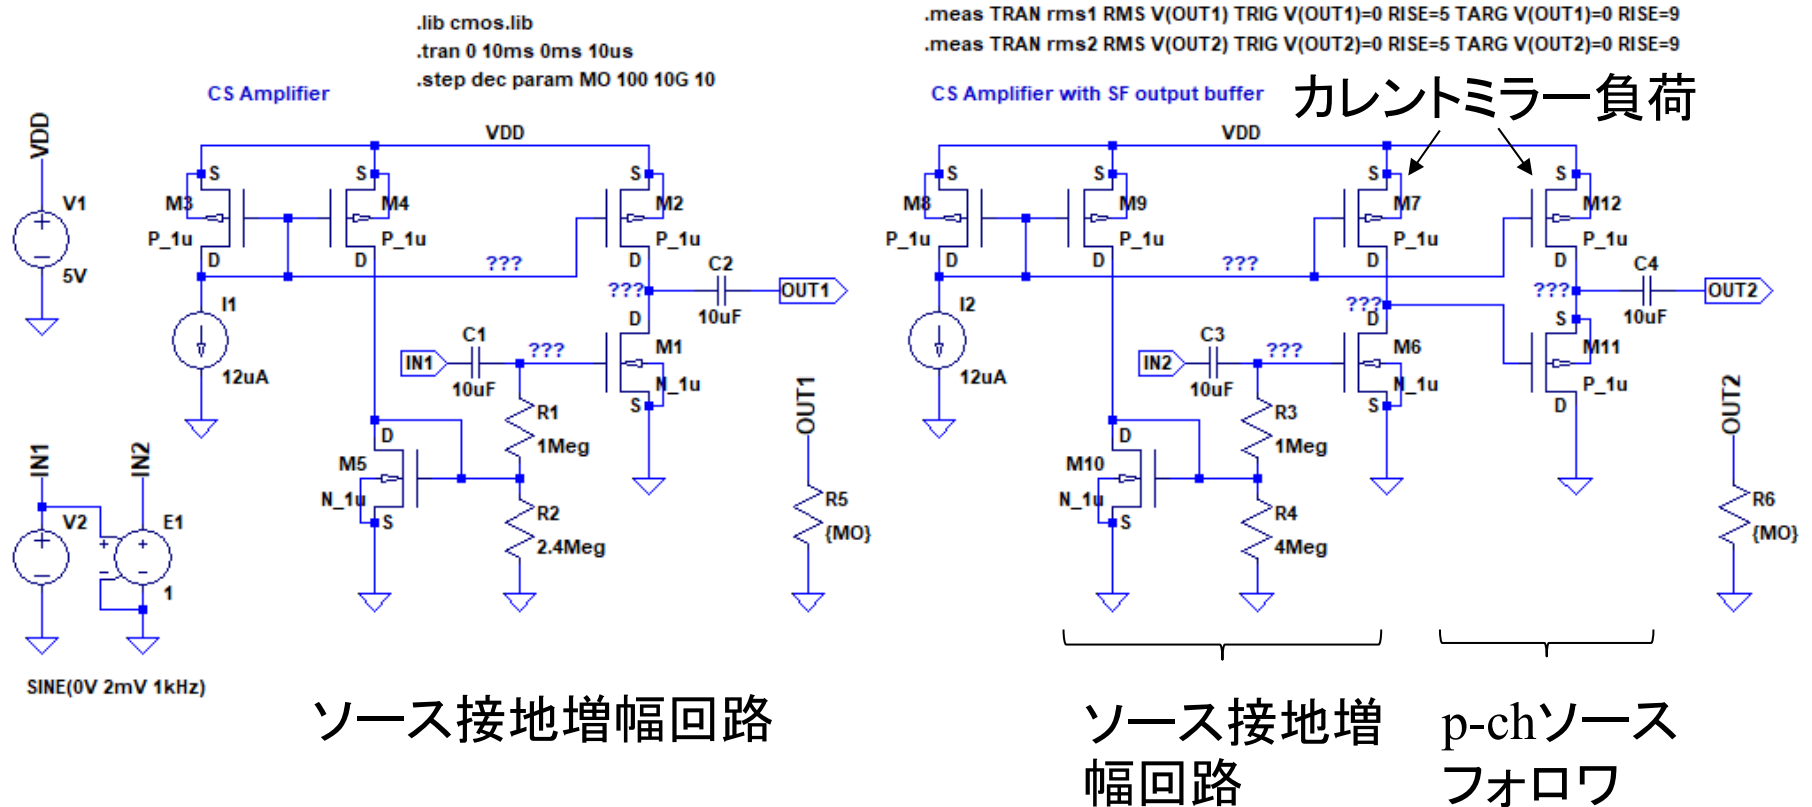 .lib cmos.lib
.tran 0 10ms 0ms 10us
.step dec param MO 100 10G 10
.meas TRAN rms1 RMS V(OUT1) TRIG V(OUT1)=0 RISE=5 TARG V(OUT1)=0 RISE=9
.meas TRAN rms2 RMS V(OUT2) TRIG V(OUT2)=0 RISE=5 TARG V(OUT2)=0 RISE=9
CS Amplifier
CS Amplifier with SF output buffer
カレントミラー負荷
VDD
V1
5V
VDD
S
M3
P_1u
D
S
M4
P_1u
D
S
M2
P_1u
D
???
???
C2
10uF
OUT1
I1
12uA
IN1
C1
10uF
???
D
M1
N_1u
S
R1
1Meg
D
M5
N_1u
S
R2
2.4Meg
OUT1
R5
{MO}
IN1
IN2
V2
E1
+
-
1
SINE(0V 2mV 1kHz)
VDD
S
M8
P_1u
D
S
M9
P_1u
D
S
M7
P_1u
D
S
M12
P_1u
D
???
???
???
C4
10uF
OUT2
I2
12uA
IN2
C3
10uF
???
D
M6
N_1u
S
S
M11
P_1u
D
R3
1Meg
D
M10
N_1u
S
R4
4Meg
OUT2
R6
{MO}
ソース接地増幅回路
ソース接地増
幅回路
p-chソース
フォロワ